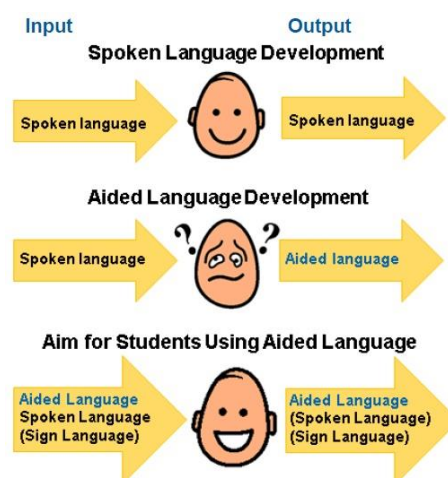 Input Output
Spoken Language Development
Spoken language Spoken language
Aided Language Development
? ?
Spoken language Aided language
Aim for Students Using Aided Language
Aided Language
Spoken Language
(Sign Language)
Aided Language
(Spoken Language)
(Sign Language)